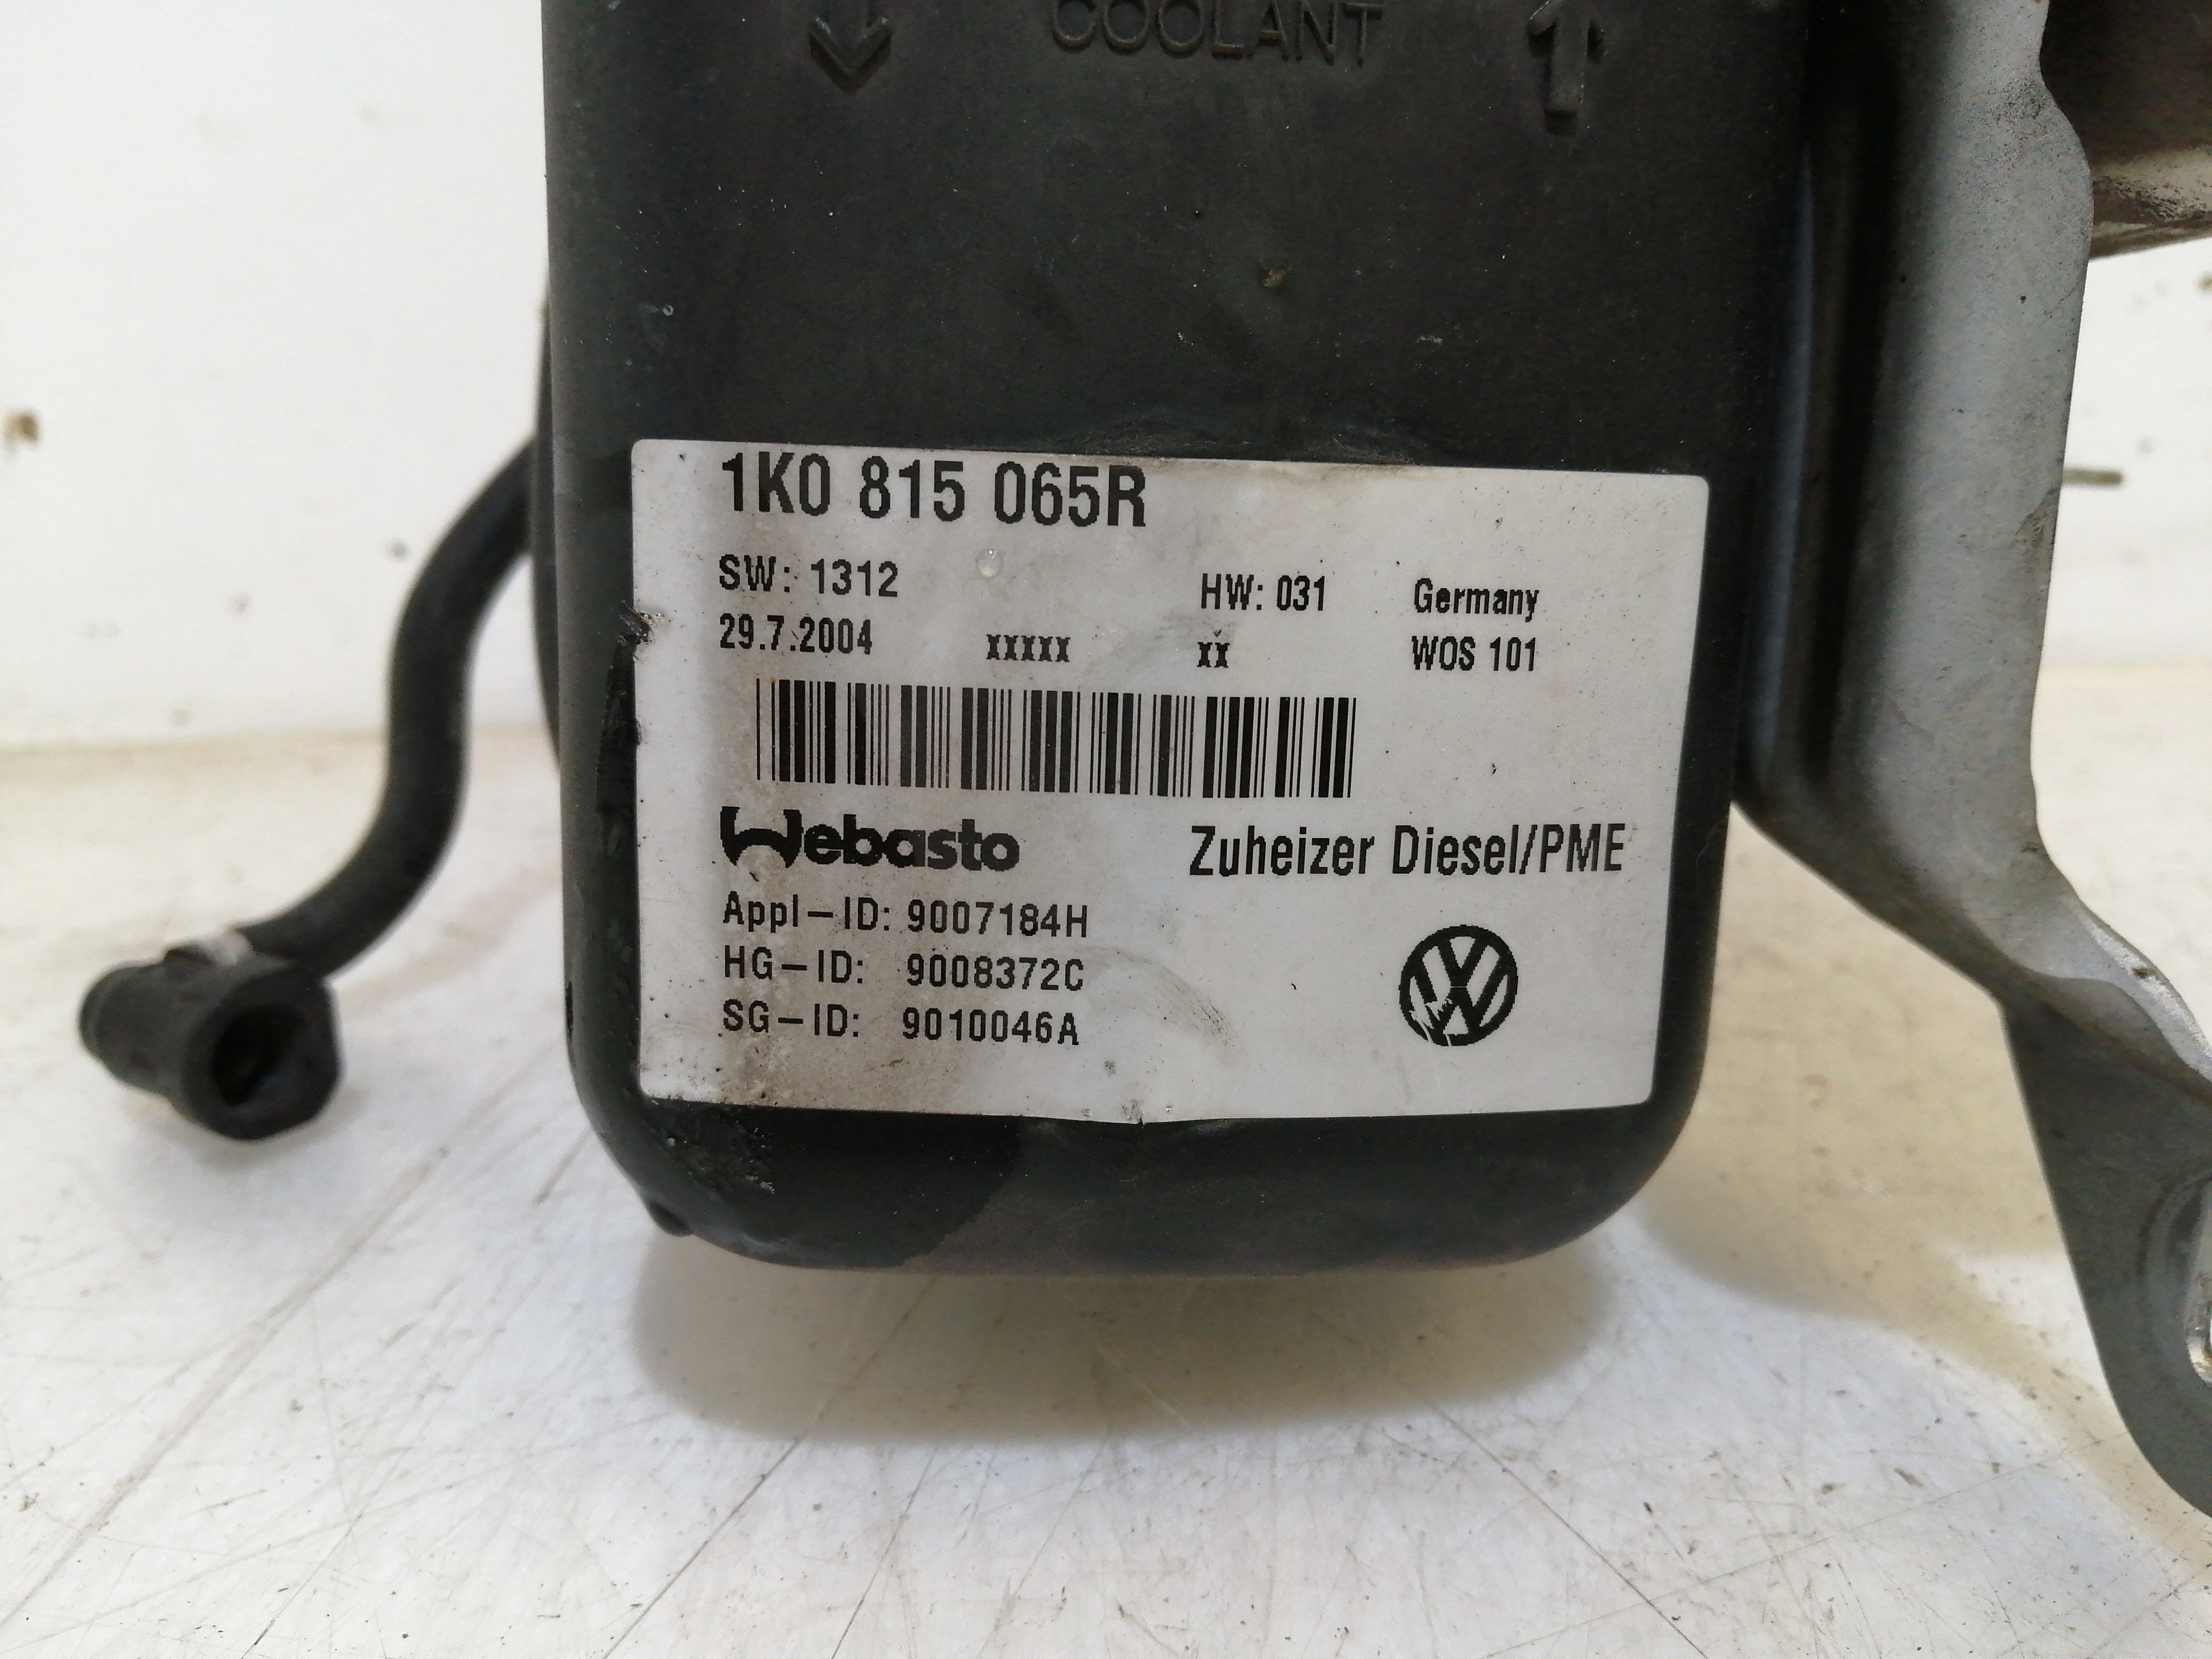 COOLANT
1K0 815 065R
SW: 1312 HW: 031 Germany
29.7.2004 xxxxx xx WOS 101
Webasto Zuheizer Diesel/PME
Appl-ID: 9007184H
HG-ID: 9008372C
SG-ID: 9010046A